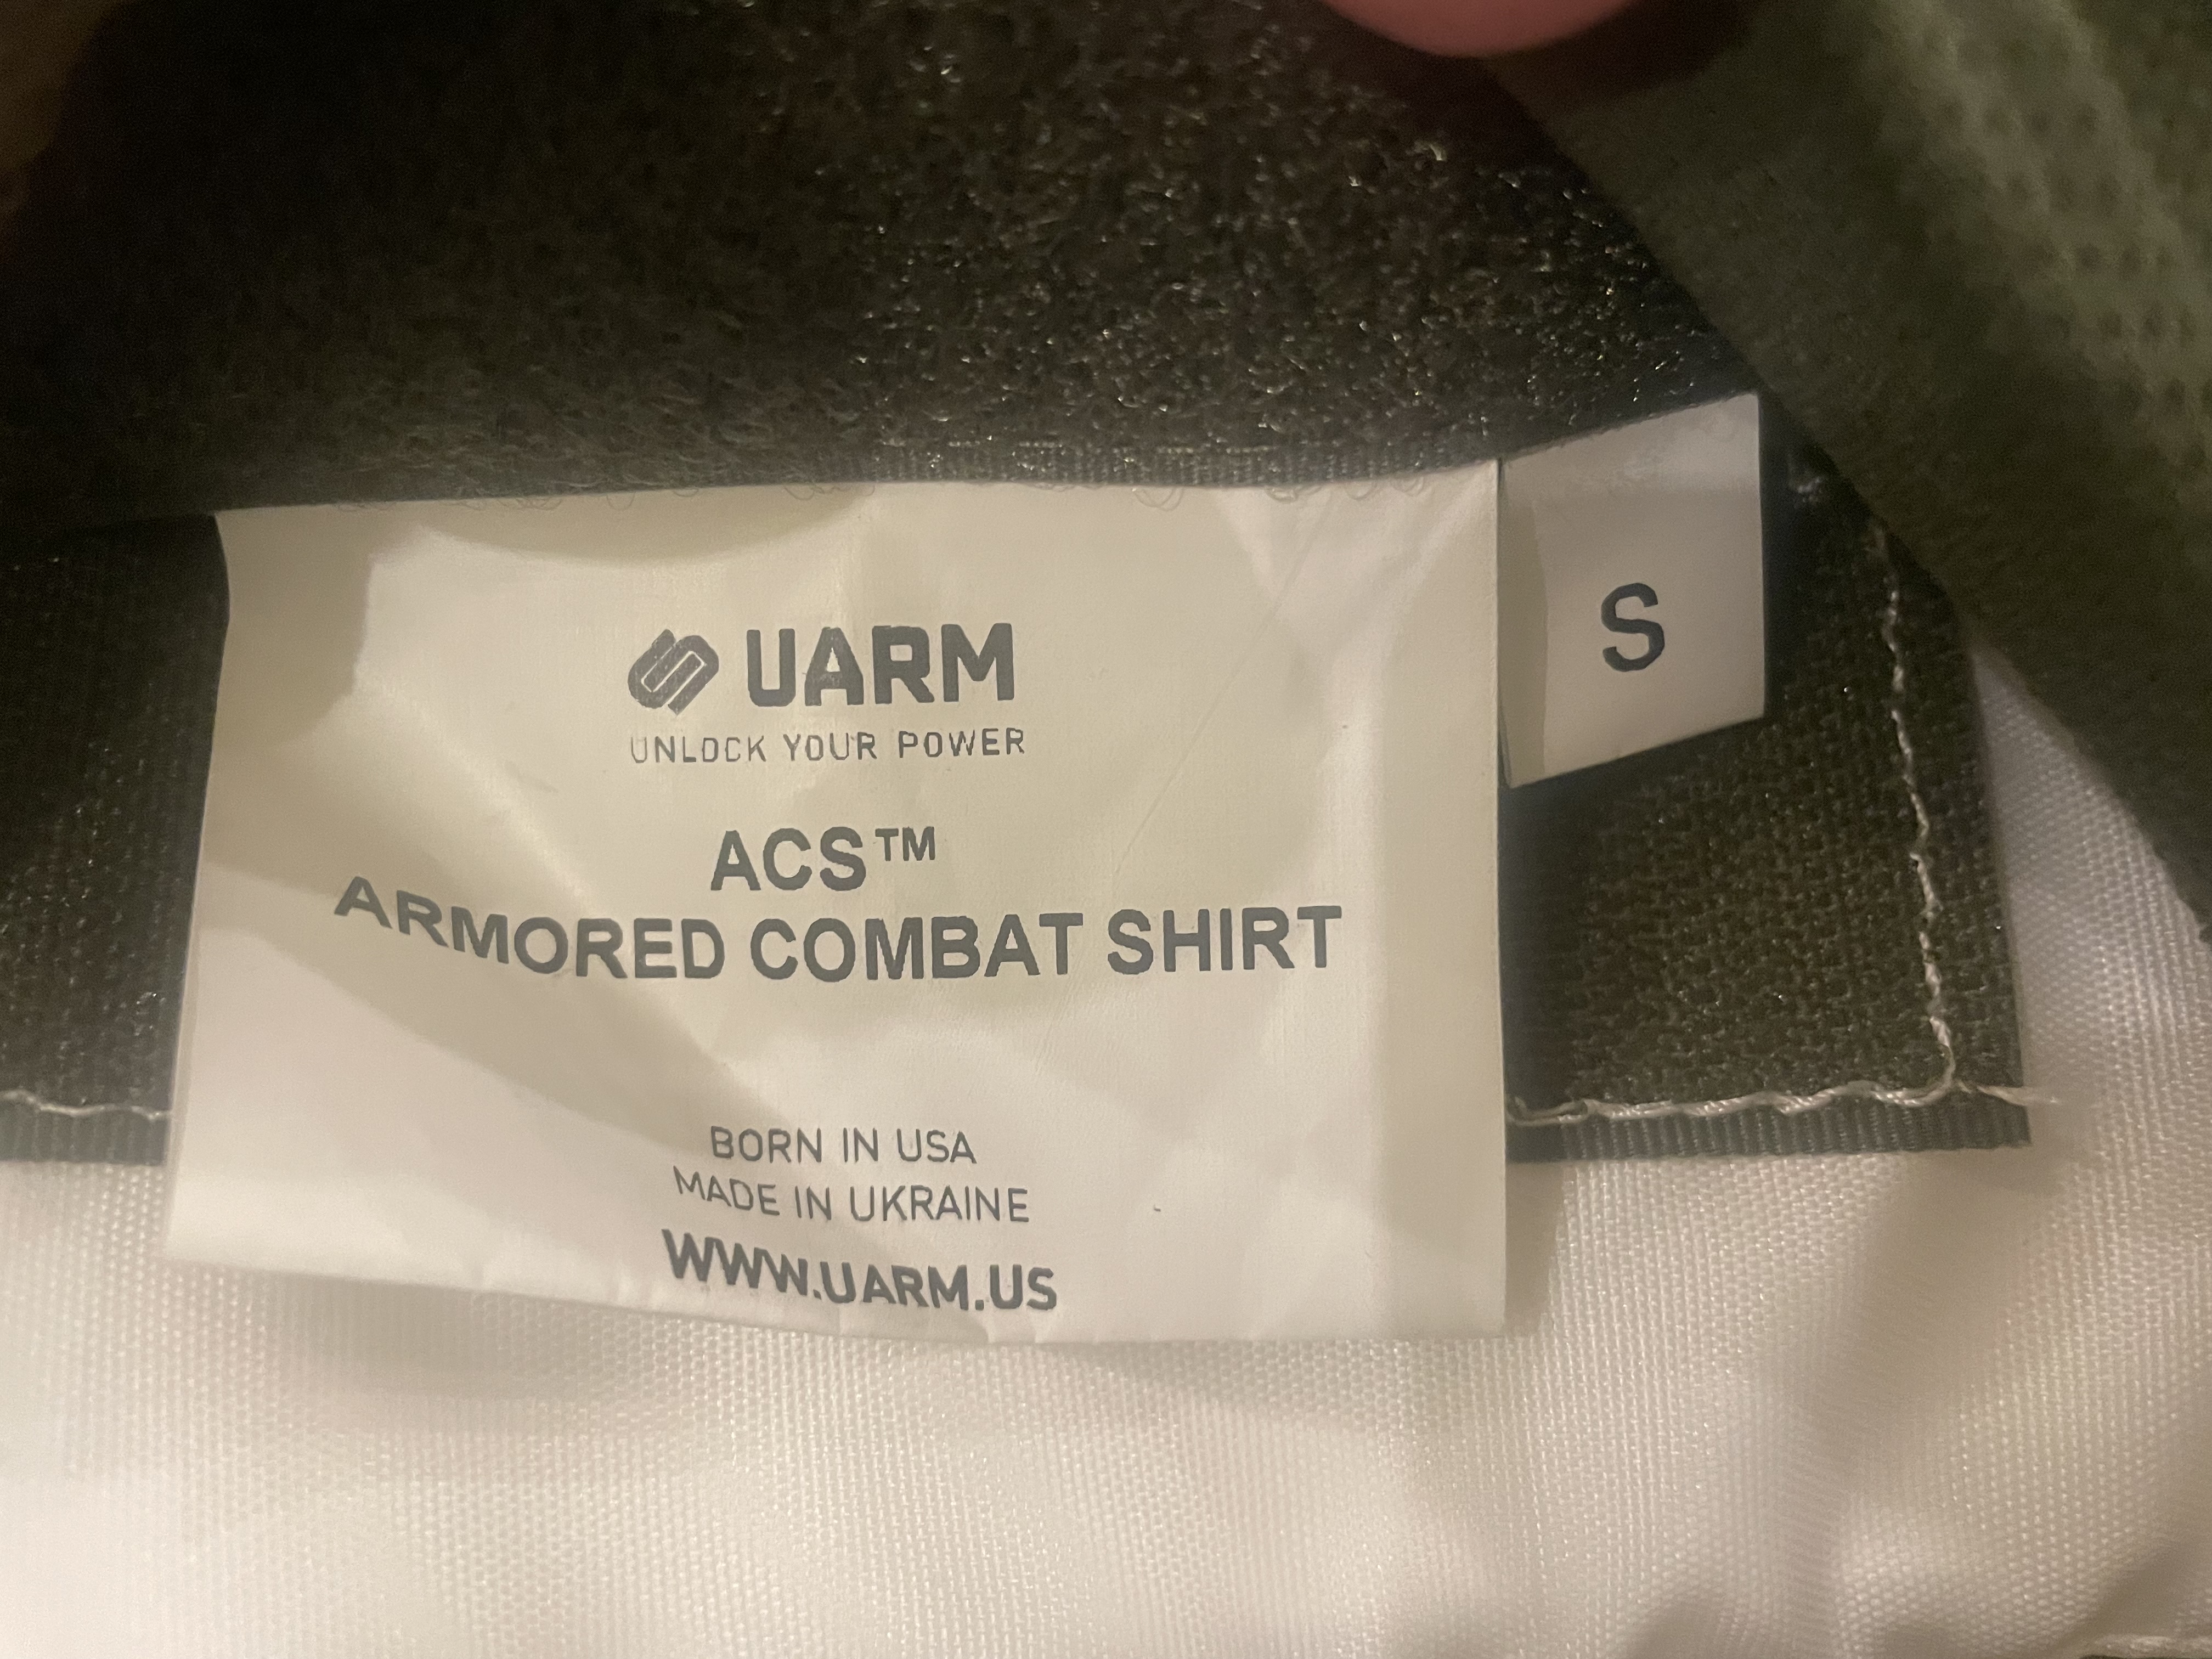 UARM
UNLOCK YOUR POWER
ACS™
ARMORED COMBAT SHIRT
BORN IN USA
MADE IN UKRAINE
WWW.UARM.US
S